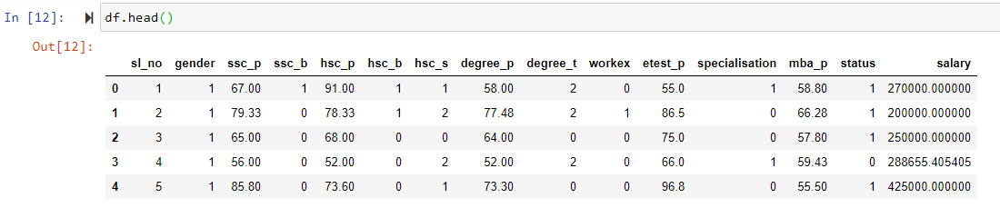 In [12]: df.head()
Out[12]:
sl_no gender ssc_p ssc_b hsc_p hsc_b hsc_s degree_p degree_t workex etest_p specialisation mba_p status salary
0 1 1 67.00 1 91.00 1 1 58.00 2 0 55.0 1 58.80 1 270000.000000
1 2 1 79.33 0 78.33 1 2 77.48 2 1 86.5 0 66.28 1 200000.000000
2 3 1 65.00 0 68.00 0 0 64.00 0 0 75.0 0 57.80 1 250000.000000
3 4 1 56.00 0 52.00 0 2 52.00 2 0 66.0 1 59.43 0 288655.405405
4 5 1 85.80 0 73.60 0 1 73.30 0 0 96.8 0 55.50 1 425000.000000